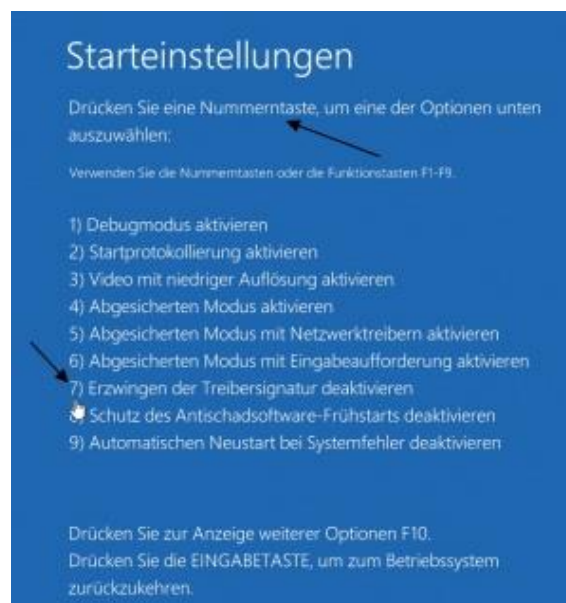 Starteinstellungen
Drücken Sie eine Nummerntaste, um eine der Optionen unten
auszuwählen:
Verwenden Sie die Nummerntasten oder die Funktionstasten F1-F9.
1) Debugmodus aktivieren
2) Startprotokollierung aktivieren
3) Video mit niedriger Auflösung aktivieren
4) Abgesicherten Modus aktivieren
5) Abgesicherten Modus mit Netzwerktreibern aktivieren
6) Abgesicherten Modus mit Eingabeaufforderung aktivieren
7) Erzwingen der Treibersignatur deaktivieren
Schutz des Antischadsoftware-Frühstarts deaktivieren
9) Automatischen Neustart bei Systemfehler deaktivieren
Drücken Sie zur Anzeige weiterer Optionen F10.
Drücken Sie die EINGABETASTE, um zum Betriebssystem
zurückzukehren.